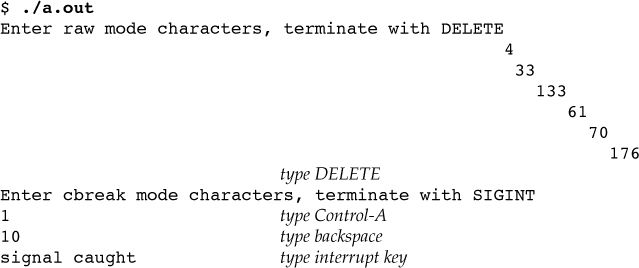 $ ./a.out
Enter raw mode characters, terminate with DELETE
4
33
133
61
70
176
type DELETE
Enter cbreak mode characters, terminate with SIGINT
1 type Control-A
10 type backspace
signal caught type interrupt key